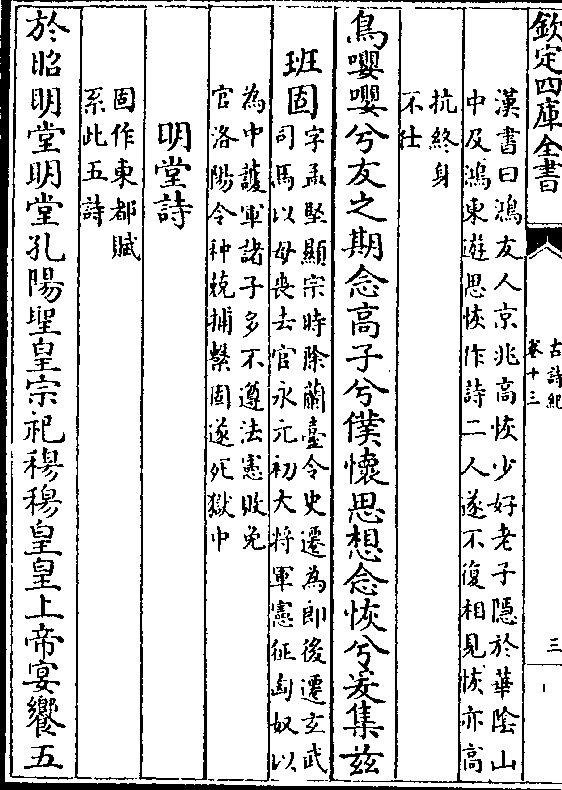 欽定四庫全書
古詩紀
卷十三
三
漢書曰鴻友人京兆高恢少好老子隱於華陰山
中及鴻東遊思恢作詩二人遂不復相見恢亦高
抗終身
不仕
鳥嚶嚶兮友之期念高子兮僕懷思想念恢兮爰集兹
班固
字孟堅顯宗時除蘭臺令史遷為郎後遷玄武
司馬以母喪去官永元初大將軍憲征匈奴以
為中護軍諸子多不遵法憲敗免
官洛陽令种兢捕繫固遂死獄中
明堂詩
固作東都賦
系此五詩
於昭明堂明堂孔陽聖皇宗祀穆穆皇皇上帝宴饗五